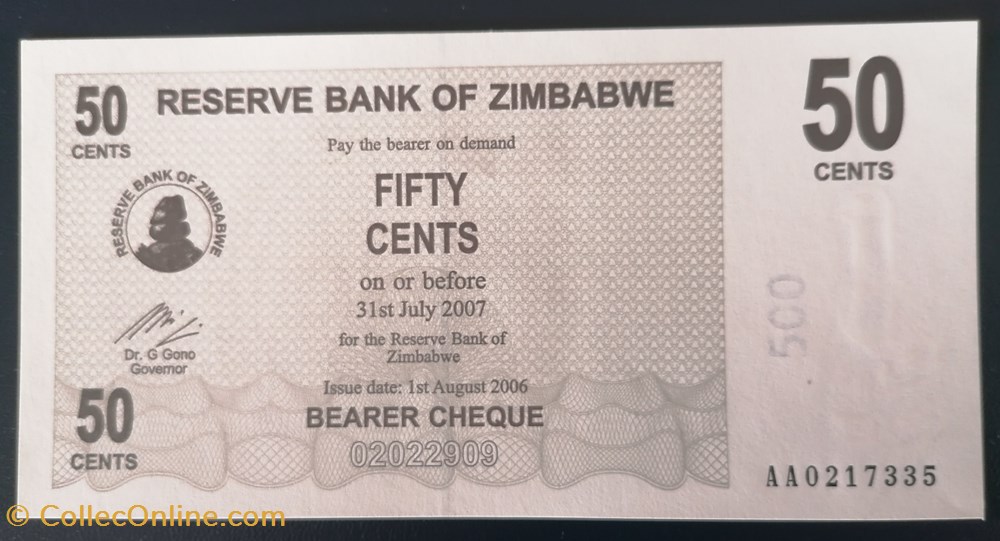 50
CENTS
RESERVE BANK OF ZIMBABWE
Pay the bearer on demand
FIFTY
CENTS
on or before
31st July 2007
for the Reserve Bank of
Zimbabwe
Issue date: 1st August 2006
BEARER CHEQUE
02022909
RESERVE BANK OF ZIMBABWE
Dr. G Gono
Governor
50
CENTS
50
CENTS
500
AA0217335
© CollecOnline.com